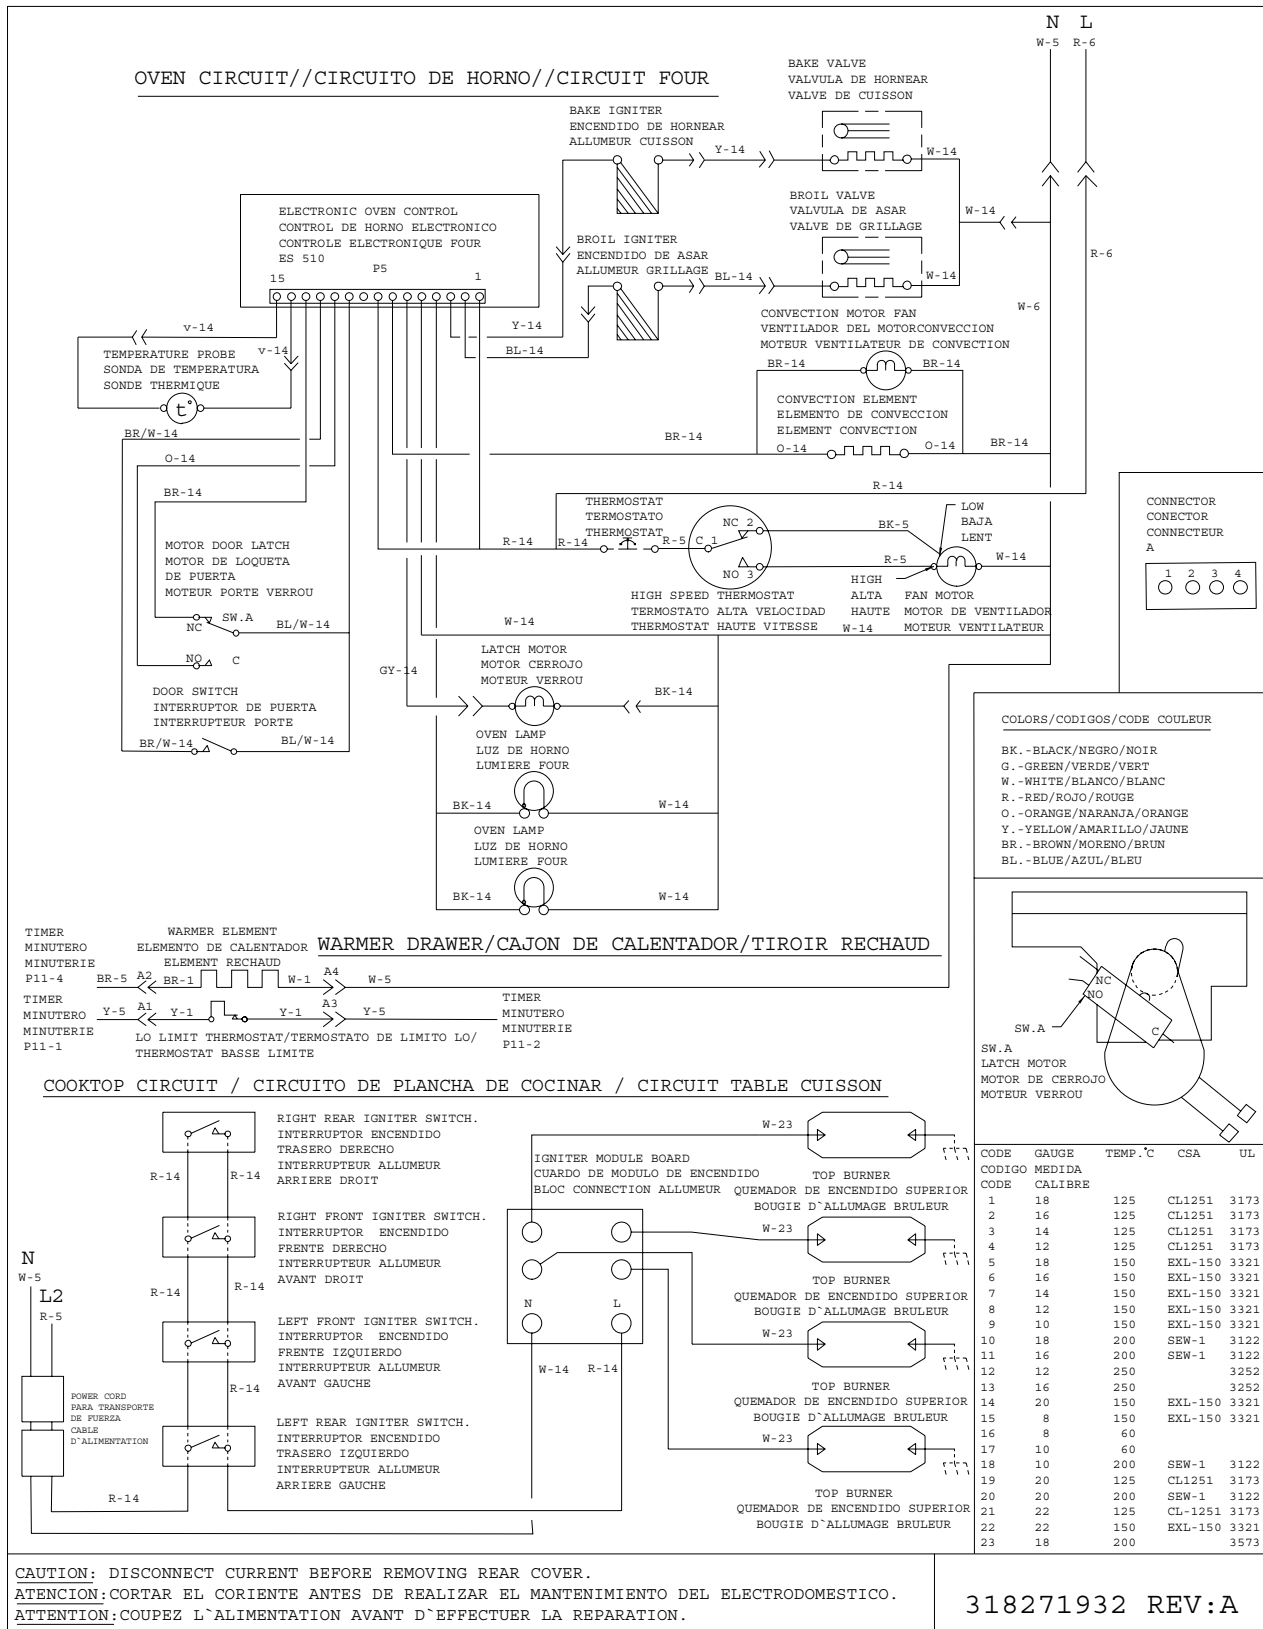 N L
W-5 R-6
OVEN CIRCUIT//CIRCUITO DE HORNO//CIRCUIT FOUR
BAKE VALVE
VALVULA DE HORNEAR
VALVE DE CUISSON
BAKE IGNITER
ENCENDIDO DE HORNEAR
ALLUMEUR CUISSON
Y-14
W-14
BROIL VALVE
VALVULA DE ASAR
VALVE DE GRILLAGE
W-14
ELECTRONIC OVEN CONTROL
CONTROL DE HORNO ELECTRONICO
CONTROLE ELECTRONIQUE FOUR
ES 510
P5
15 1
BROIL IGNITER
ENCENDIDO DE ASAR
ALLUMEUR GRILLAGE
BL-14
W-14
R-6
W-6
Y-14
BL-14
CONVECTION MOTOR FAN
VENTILADOR DEL MOTORCONVECCION
MOTEUR VENTILATEUR DE CONVECTION
BR-14 BR-14
v-14
v-14
TEMPERATURE PROBE
SONDA DE TEMPERATURA
SONDE THERMIQUE
t°
CONVECTION ELEMENT
ELEMENTO DE CONVECCION
ELEMENT CONVECTION
BR/W-14
BR-14
O-14 O-14
BR-14
O-14
BR-14
R-14
THERMOSTAT
TERMOSTATO
THERMOSTAT
LOW
BAJA
LENT
NC 2
BK-5
R-14 R-14 R-5 C 1
R-5
W-14
NO 3
HIGH
ALTA
HAUTE
HIGH SPEED THERMOSTAT
TERMOSTATO ALTA VELOCIDAD
THERMOSTAT HAUTE VITESSE
FAN MOTOR
MOTOR DE VENTILADOR
MOTEUR VENTILATEUR
W-14
W-14
CONNECTOR
CONECTOR
CONNECTEUR
A
1 2 3 4
MOTOR DOOR LATCH
MOTOR DE LOQUETA
DE PUERTA
MOTEUR PORTE VERROU
SW.A
NC
BL/W-14
NO C
DOOR SWITCH
INTERRUPTOR DE PUERTA
INTERRUPTEUR PORTE
BR/W-14 BL/W-14
LATCH MOTOR
MOTOR CERROJO
MOTEUR VERROU
GY-14
BK-14
OVEN LAMP
LUZ DE HORNO
LUMIERE FOUR
BK-14 W-14
OVEN LAMP
LUZ DE HORNO
LUMIERE FOUR
BK-14 W-14
COLORS/CODIGOS/CODE COULEUR
BK.-BLACK/NEGRO/NOIR
G.-GREEN/VERDE/VERT
W.-WHITE/BLANCO/BLANC
R.-RED/ROJO/ROUGE
O.-ORANGE/NARANJA/ORANGE
Y.-YELLOW/AMARILLO/JAUNE
BR.-BROWN/MORENO/BRUN
BL.-BLUE/AZUL/BLEU
WARMER DRAWER/CAJON DE CALENTADOR/TIROIR RECHAUD
TIMER
MINUTERO
MINUTERIE
P11-4
WARMER ELEMENT
ELEMENTO DE CALENTADOR
ELEMENT RECHAUD
BR-5 A2 BR-1 W-1 A4 W-5
TIMER
MINUTERO
MINUTERIE
P11-1
Y-5 A1 Y-1 Y-1 A3 Y-5
TIMER
MINUTERO
MINUTERIE
P11-2
LO LIMIT THERMOSTAT/TERMOSTATO DE LIMITO LO/
THERMOSTAT BASSE LIMITE
NC
NO
C
SW.A
SW.A
LATCH MOTOR
MOTOR DE CERROJO
MOTEUR VERROU
COOKTOP CIRCUIT / CIRCUITO DE PLANCHA DE COCINAR / CIRCUIT TABLE CUISSON
RIGHT REAR IGNITER SWITCH.
INTERRUPTOR ENCENDIDO
TRASERO DERECHO
INTERRUPTEUR ALLUMEUR
ARRIERE DROIT
R-14 R-14
RIGHT FRONT IGNITER SWITCH.
INTERRUPTOR ENCENDIDO
FRENTE DERECHO
INTERRUPTEUR ALLUMEUR
AVANT DROIT
R-14 R-14
LEFT FRONT IGNITER SWITCH.
INTERRUPTOR ENCENDIDO
FRENTE IZQUIERDO
INTERRUPTEUR ALLUMEUR
AVANT GAUCHE
R-14
LEFT REAR IGNITER SWITCH.
INTERRUPTOR ENCENDIDO
TRASERO IZQUIERDO
INTERRUPTEUR ALLUMEUR
ARRIERE GAUCHE
N
W-5
L2
R-5
POWER CORD
PARA TRANSPORTE
DE FUERZA
CABLE
D`ALIMENTATION
R-14
IGNITER MODULE BOARD
CUARDO DE MODULO DE ENCENDIDO
BLOC CONNECTION ALLUMEUR
N L
W-14 R-14
W-23
TOP BURNER
QUEMADOR DE ENCENDIDO SUPERIOR
BOUGIE D`ALLUMAGE BRULEUR
W-23
TOP BURNER
QUEMADOR DE ENCENDIDO SUPERIOR
BOUGIE D`ALLUMAGE BRULEUR
W-23
TOP BURNER
QUEMADOR DE ENCENDIDO SUPERIOR
BOUGIE D`ALLUMAGE BRULEUR
W-23
TOP BURNER
QUEMADOR DE ENCENDIDO SUPERIOR
BOUGIE D`ALLUMAGE BRULEUR
CODE GAUGE TEMP.°C CSA UL
CODIGO MEDIDA
CODE CALIBRE
1 18 125 CL1251 3173
2 16 125 CL1251 3173
3 14 125 CL1251 3173
4 12 125 CL1251 3173
5 18 150 EXL-150 3321
6 16 150 EXL-150 3321
7 14 150 EXL-150 3321
8 12 150 EXL-150 3321
9 10 150 EXL-150 3321
10 18 200 SEW-1 3122
11 16 200 SEW-1 3122
12 12 250 3252
13 16 250 3252
14 20 150 EXL-150 3321
15 8 150 EXL-150 3321
16 8 60
17 10 60
18 10 200 SEW-1 3122
19 20 125 CL1251 3173
20 20 200 SEW-1 3122
21 22 125 CL-1251 3173
22 22 150 EXL-150 3321
23 18 200 3573
CAUTION: DISCONNECT CURRENT BEFORE REMOVING REAR COVER.
ATENCION:CORTAR EL CORIENTE ANTES DE REALIZAR EL MANTENIMIENTO DEL ELECTRODOMESTICO.
ATTENTION:COUPEZ L`ALIMENTATION AVANT D`EFFECTUER LA REPARATION.
318271932 REV:A